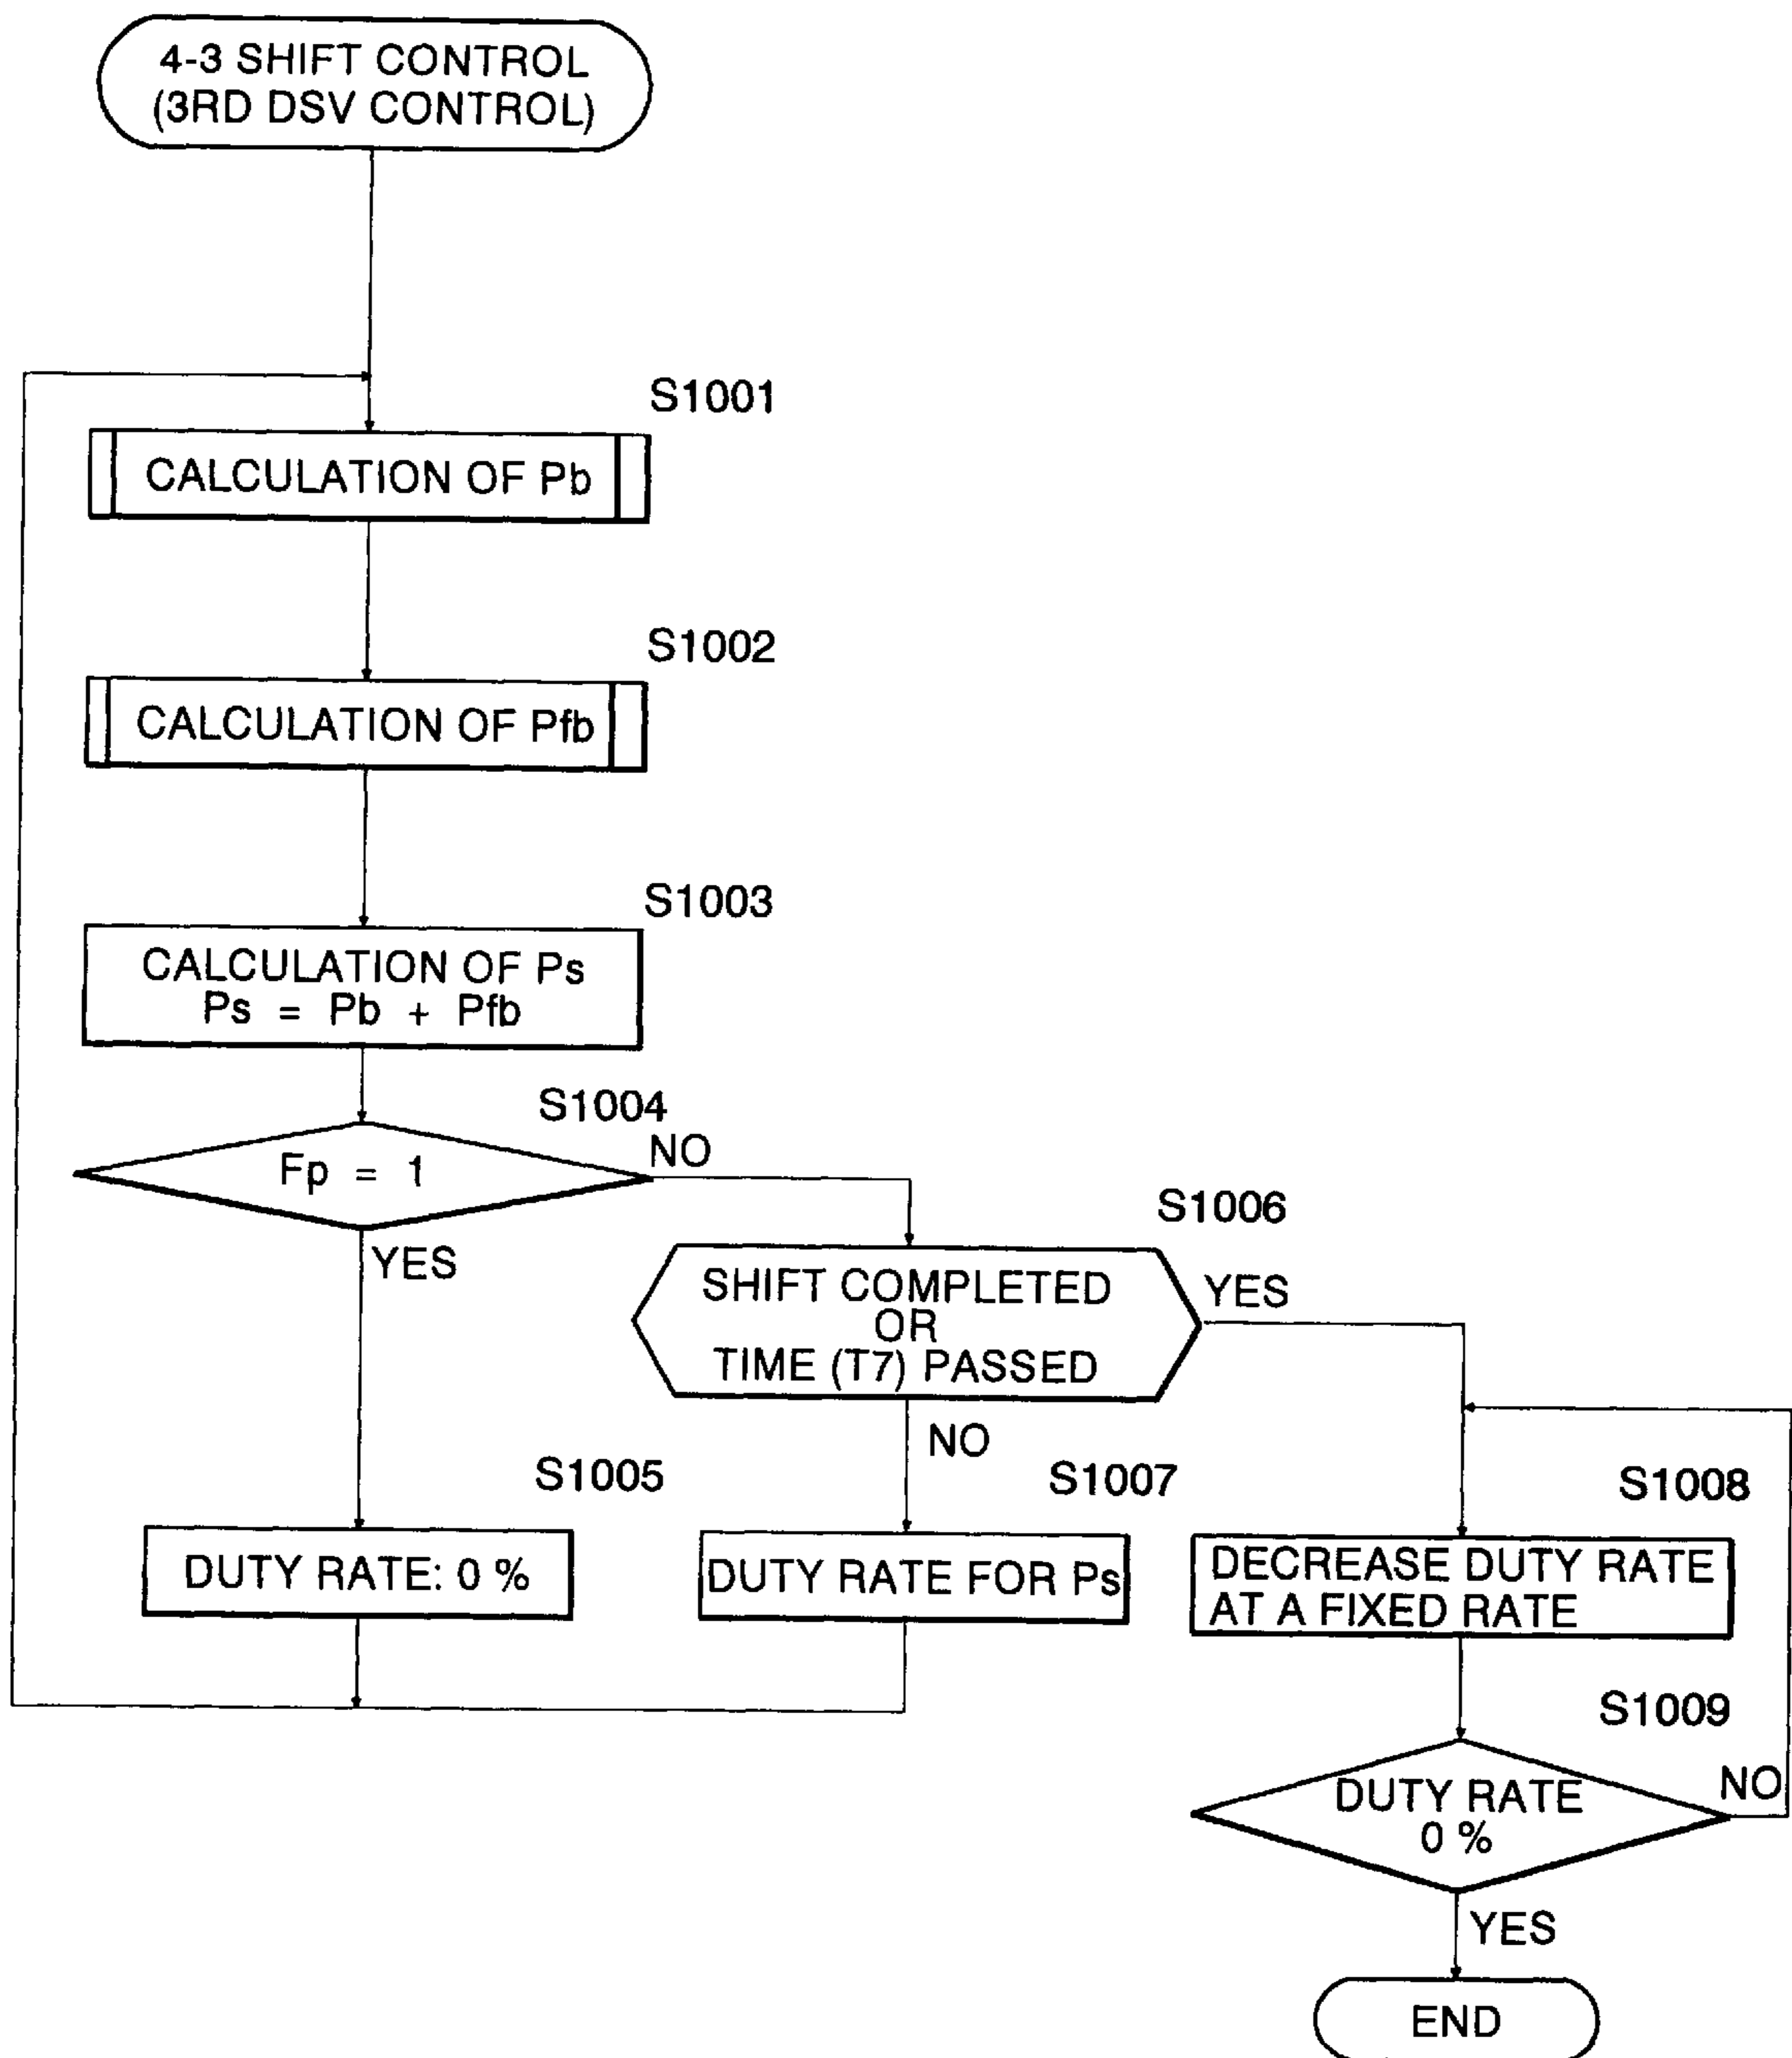 4-3 SHIFT CONTROL
(3RD DSV CONTROL)
S1001
CALCULATION OF Pb
S1002
CALCULATION OF Pfb
S1003
CALCULATION OF Ps
Ps = Pb + Pfb
S1004
Fp = 1
NO
YES
S1006
SHIFT COMPLETED
OR
TIME (T7) PASSED
YES
NO
S1005
DUTY RATE: 0 %
S1007
DUTY RATE FOR Ps
S1008
DECREASE DUTY RATE
AT A FIXED RATE
S1009
DUTY RATE
0 %
NO
YES
END